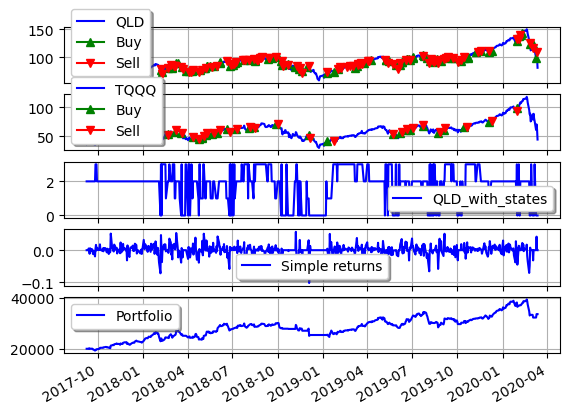 150
100
QLD
Buy
Sell
100
50
TQQQ
Buy
Sell
2
0
QLD_with_states
0.0
−0.1
Simple returns
40000
20000
Portfolio
2017-10
2018-01
2018-04
2018-07
2018-10
2019-01
2019-04
2019-07
2019-10
2020-01
2020-04